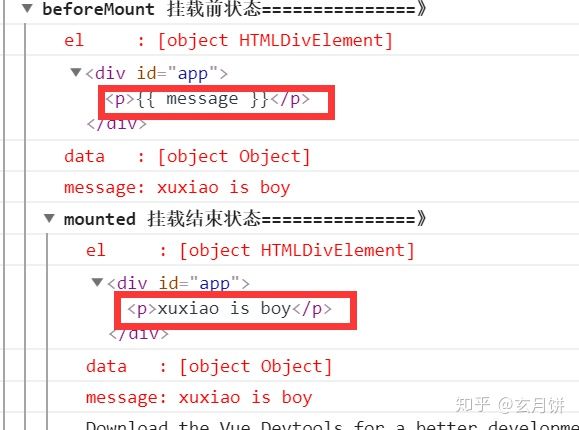 ▼ beforeMount 挂载前状态===============》
el : [object HTMLDivElement]
▼<div id="app">
<p>{{ message }}</p>
</div>
data : [object Object]
message: xuxiao is boy
▼ mounted 挂载结束状态===============》
el : [object HTMLDivElement]
▼<div id="app">
<p>xuxiao is boy</p>
</div>
data : [object Object]
message: xuxiao is boy
知乎 @玄月饼
Download the Vue Devtools for a better developme